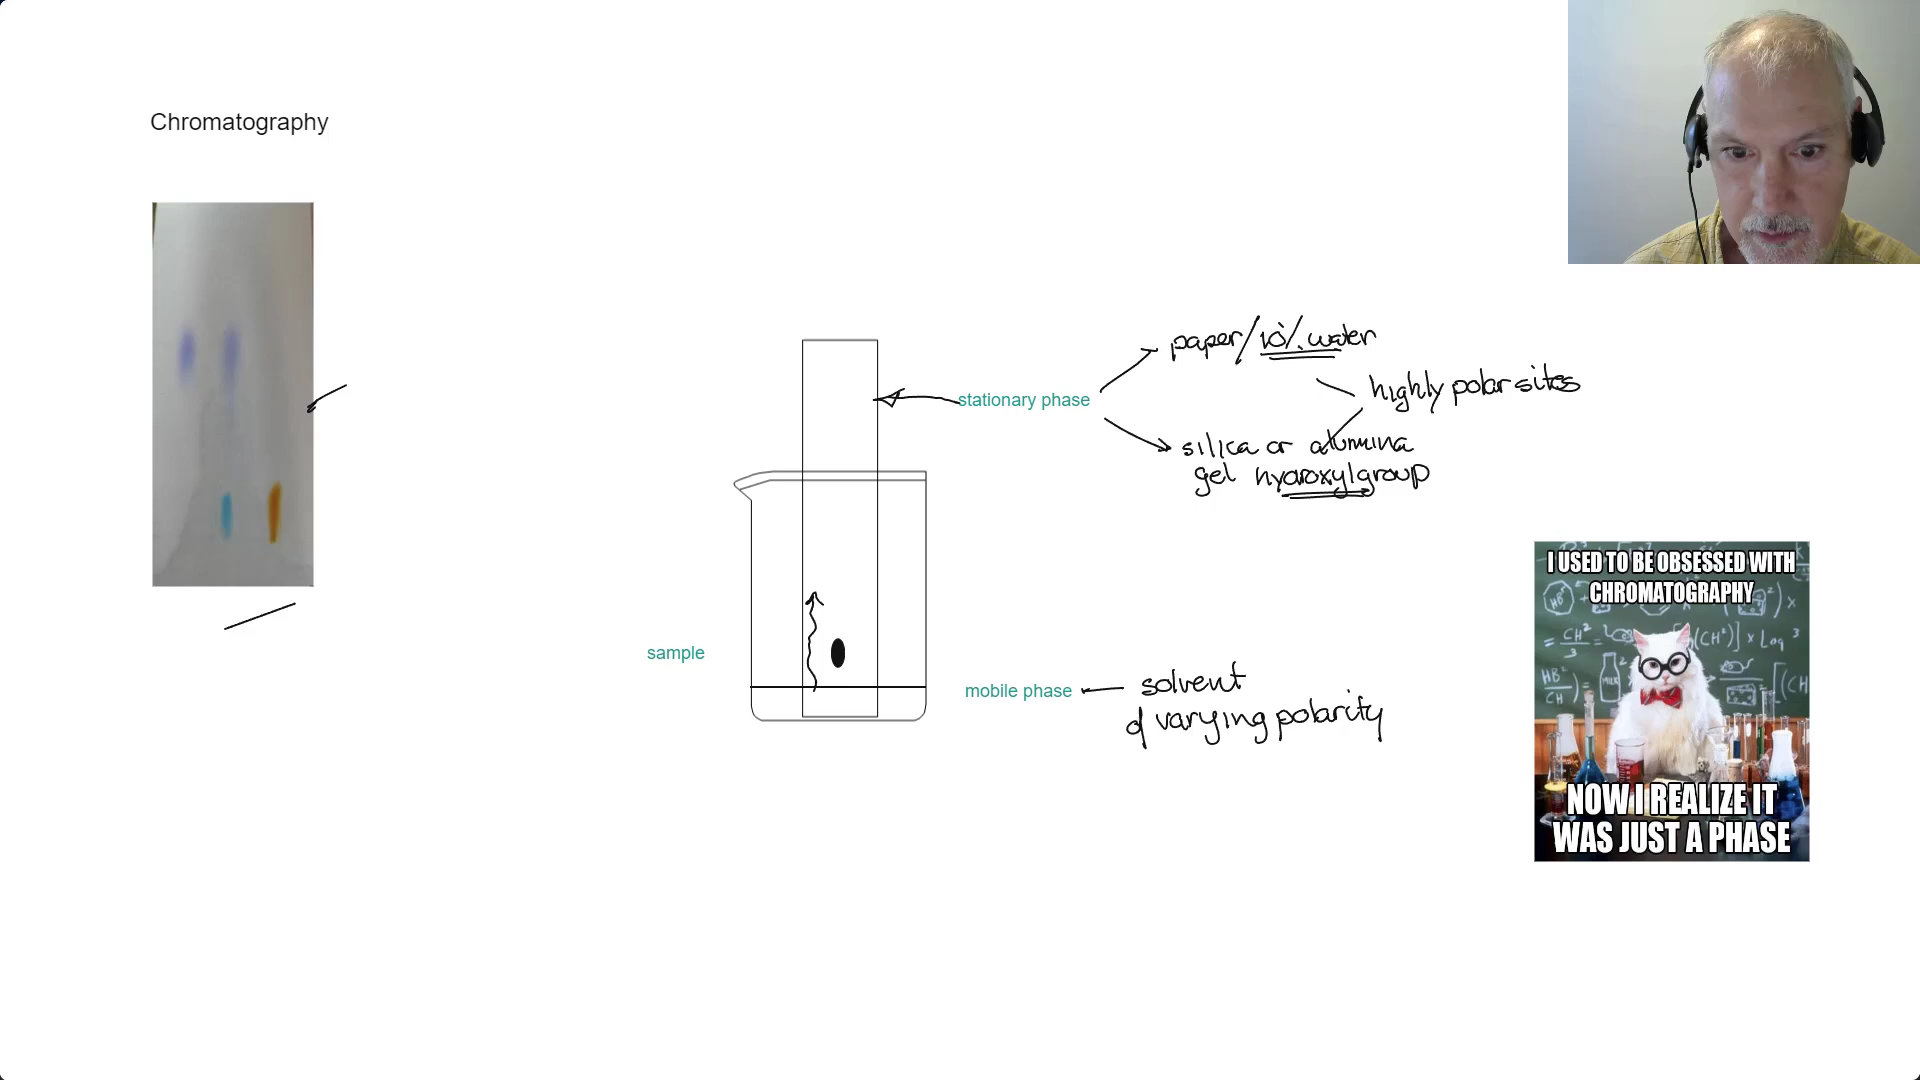 Chromatography
paper/10% water
highly polar sites
stationary phase
silica or alumina
gel hydroxyl group
sample
mobile phase
solvent
of varying polarity
I USED TO BE OBSESSED WITH
CHROMATOGRAPHY
NOW I REALIZE IT
WAS JUST A PHASE